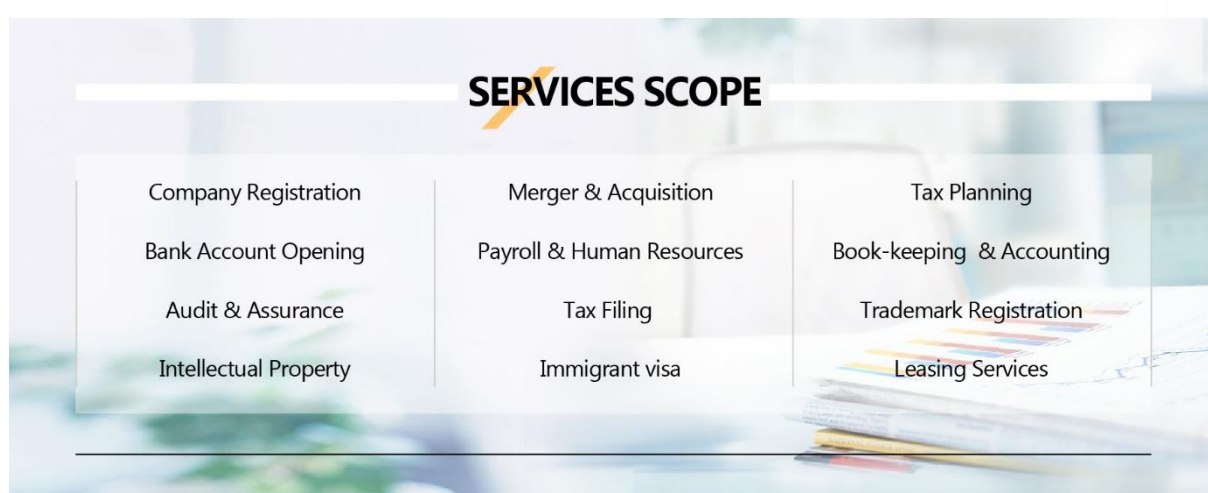 SERVICES SCOPE
Company Registration
Merger & Acquisition
Tax Planning
Bank Account Opening
Payroll & Human Resources
Book-keeping & Accounting
Audit & Assurance
Tax Filing
Trademark Registration
Intellectual Property
Immigrant visa
Leasing Services